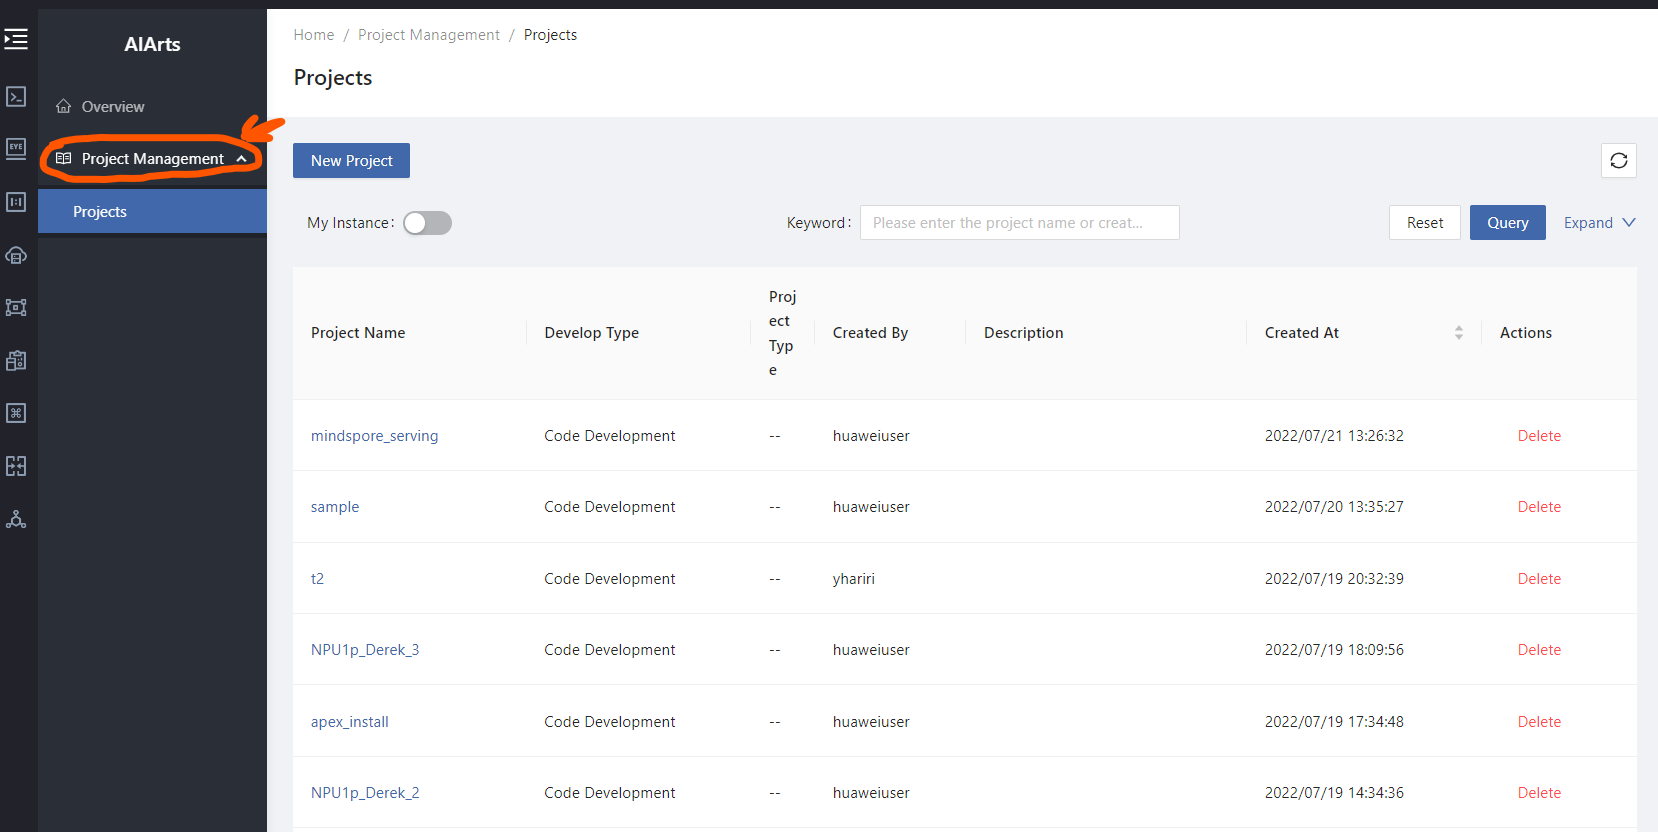 AIArts
Overview
Project Management
Projects
EYE
Home / Project Management / Projects
Projects
New Project
My Instance:
Keyword: Please enter the project name or creat...
Reset Query Expand
Project Name Develop Type Proj
ect
Typ
e Created By Description Created At Actions
mindspore_serving Code Development -- huaweiuser 2022/07/21 13:26:32 Delete
sample Code Development -- huaweiuser 2022/07/20 13:35:27 Delete
t2 Code Development -- yhariri 2022/07/19 20:32:39 Delete
NPU1p_Derek_3 Code Development -- huaweiuser 2022/07/19 18:09:56 Delete
apex_install Code Development -- huaweiuser 2022/07/19 17:34:48 Delete
NPU1p_Derek_2 Code Development -- huaweiuser 2022/07/19 14:34:36 Delete